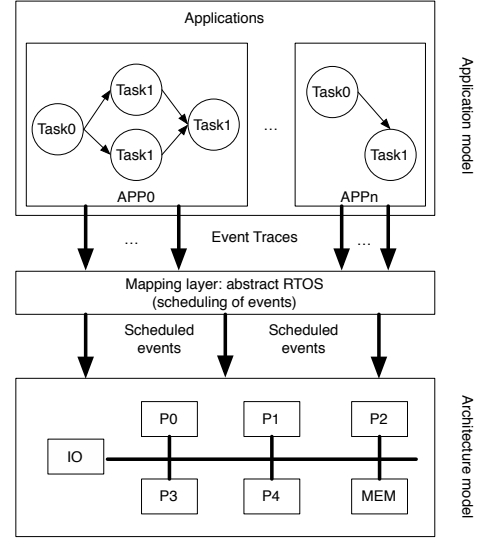 Applications
Task0
Task1
Task1
Task1
...
Task0
Task1
APP0
APPn
Application model
...
Event Traces
...
Mapping layer: abstract RTOS
(scheduling of events)
Scheduled
events
Scheduled
events
P0
P1
P2
IO
P3
P4
MEM
Architecture model